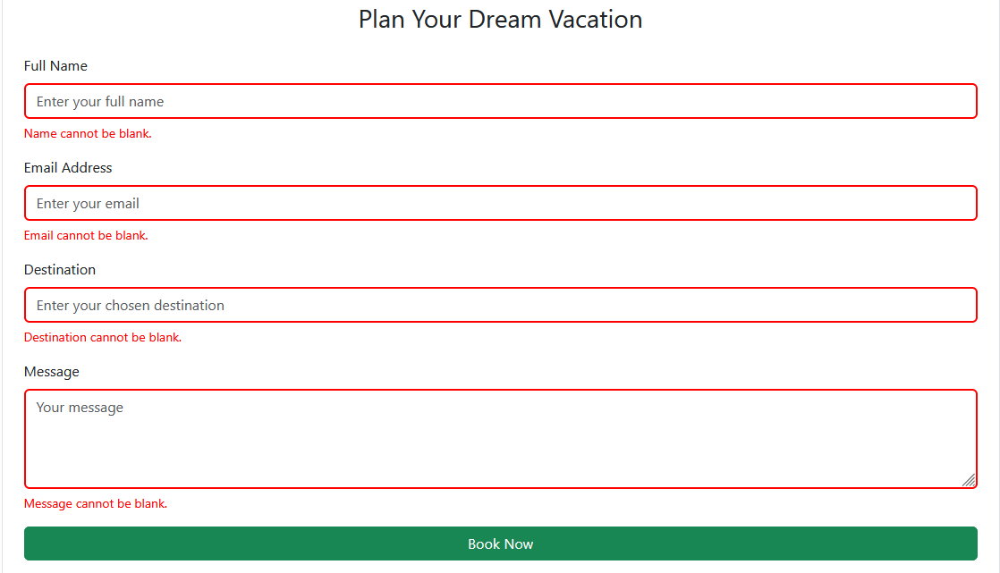 Plan Your Dream Vacation
Full Name
Enter your full name
Name cannot be blank.
Email Address
Enter your email
Email cannot be blank.
Destination
Enter your chosen destination
Destination cannot be blank.
Message
Your message
Message cannot be blank.
Book Now